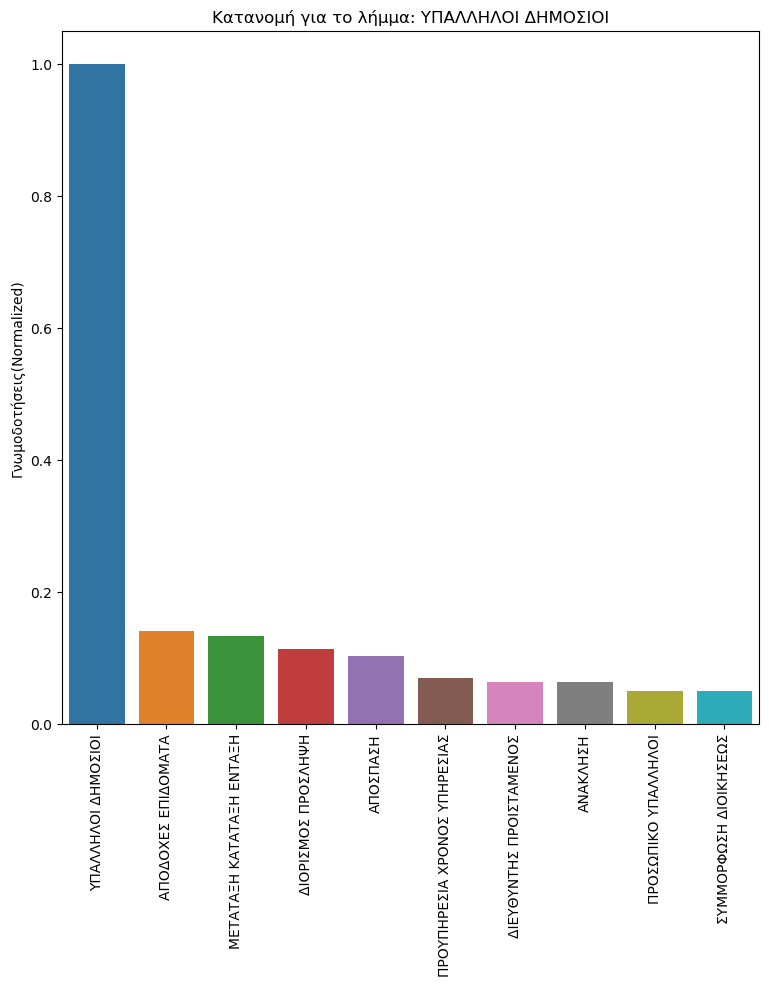 Κατανομή για το λήμμα: ΥΠΑΛΛΗΛΟΙ ΔΗΜΟΣΙΟΙ
Γνωμοδοτήσεις(Normalized)
1.0
0.8
0.6
0.4
0.2
0.0
ΥΠΑΛΛΗΛΟΙ ΔΗΜΟΣΙΟΙ
ΑΠΟΔΟΧΕΣ ΕΠΙΔΟΜΑΤΑ
ΜΕΤΑΤΑΞΗ ΚΑΤΑΤΑΞΗ ΕΝΤΑΞΗ
ΔΙΟΡΙΣΜΟΣ ΠΡΟΣΛΗΨΗ
ΑΠΟΣΠΑΣΗ
ΠΡΟΥΠΗΡΕΣΙΑ ΧΡΟΝΟΣ ΥΠΗΡΕΣΙΑΣ
ΔΙΕΥΘΥΝΤΗΣ ΠΡΟΙΣΤΑΜΕΝΟΣ
ΑΝΑΚΛΗΣΗ
ΠΡΟΣΩΠΙΚΟ ΥΠΑΛΛΗΛΟΙ
ΣΥΜΜΟΡΦΩΣΗ ΔΙΟΙΚΗΣΕΩΣ